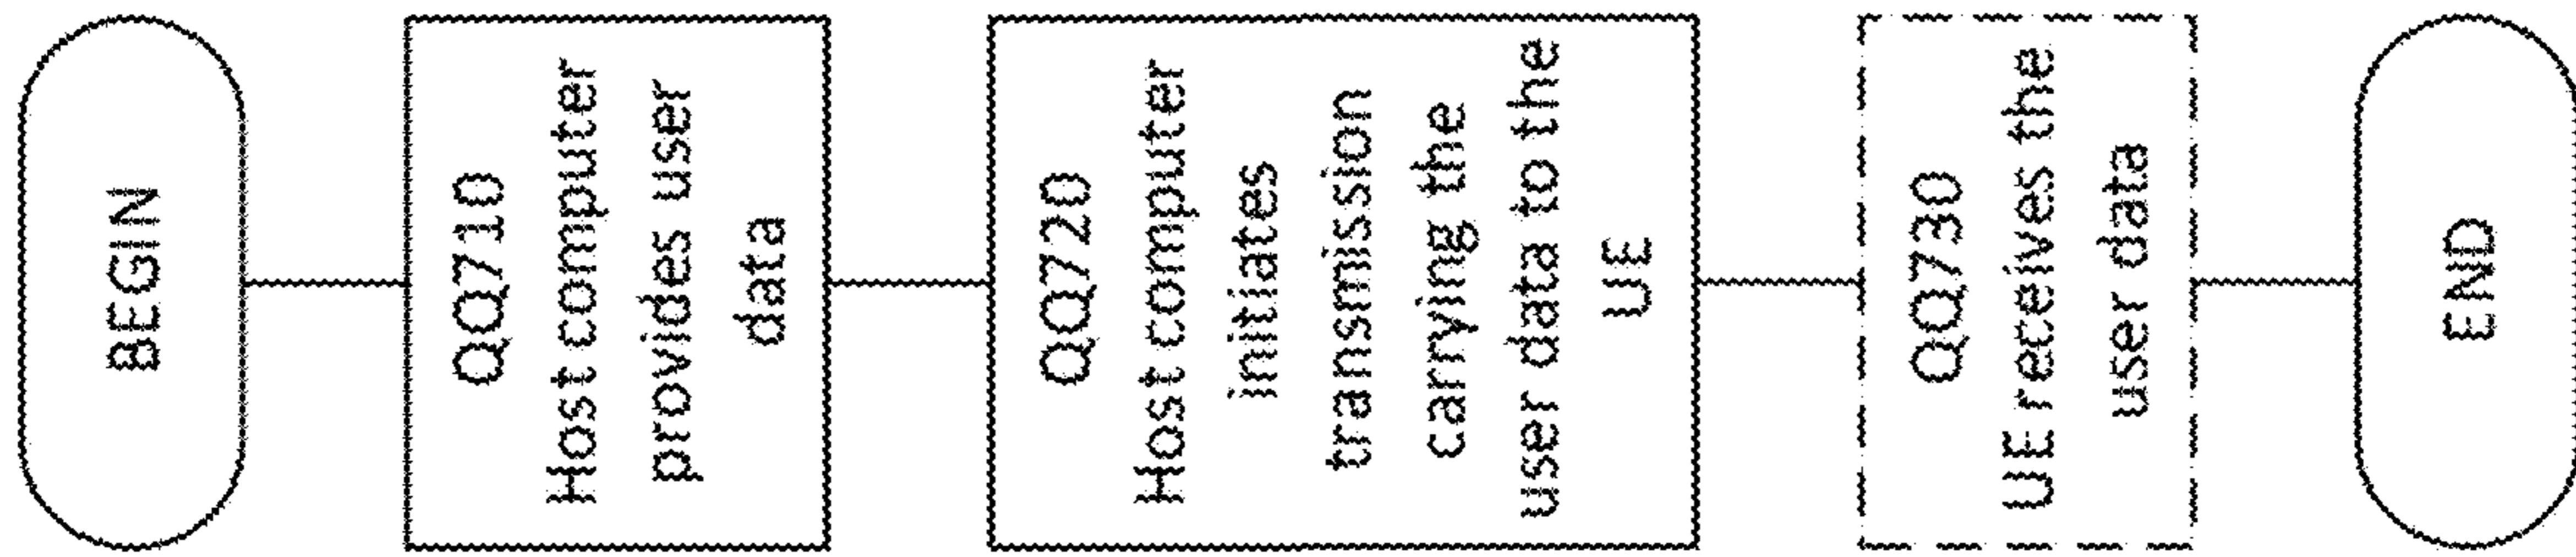 BEGIN
QQ710
Host computer
provides user
data
QQ720
Host computer
initiates
transmission
carrying the
user data to the
UE
QQ730
UE receives the
user data
END